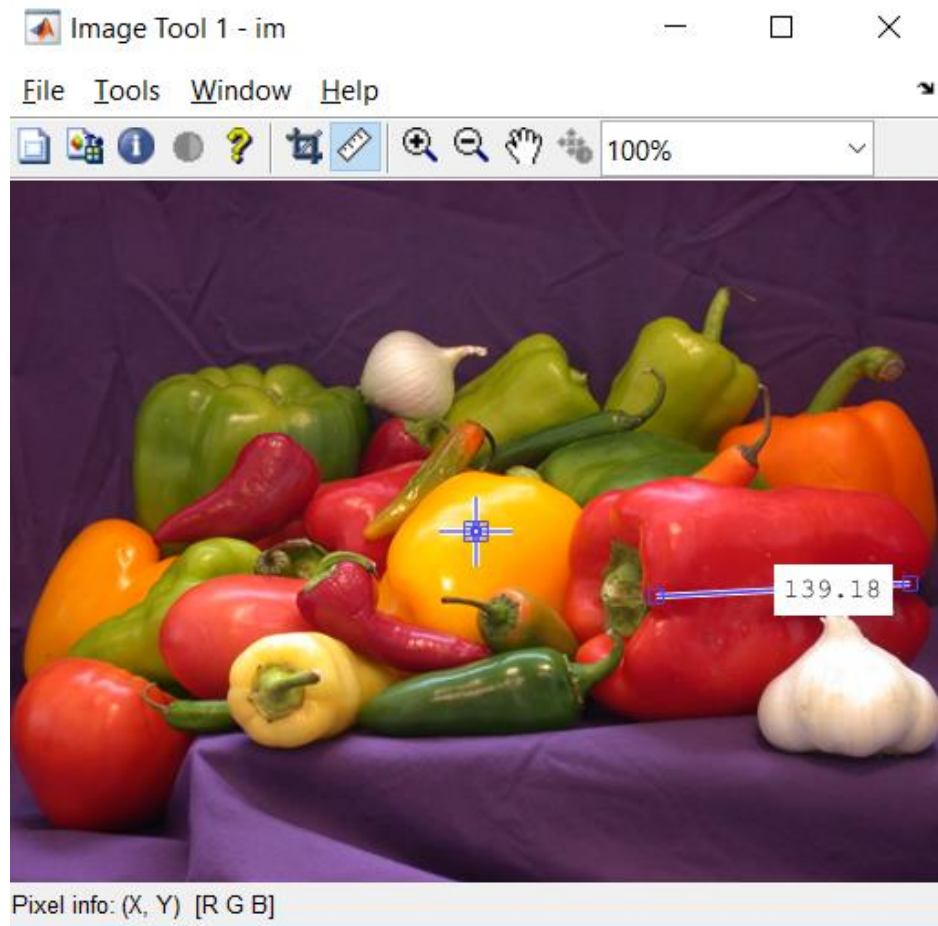 Image Tool 1 - im
File Tools Window Help
100%
139.18
Pixel info: (X, Y) [R G B]